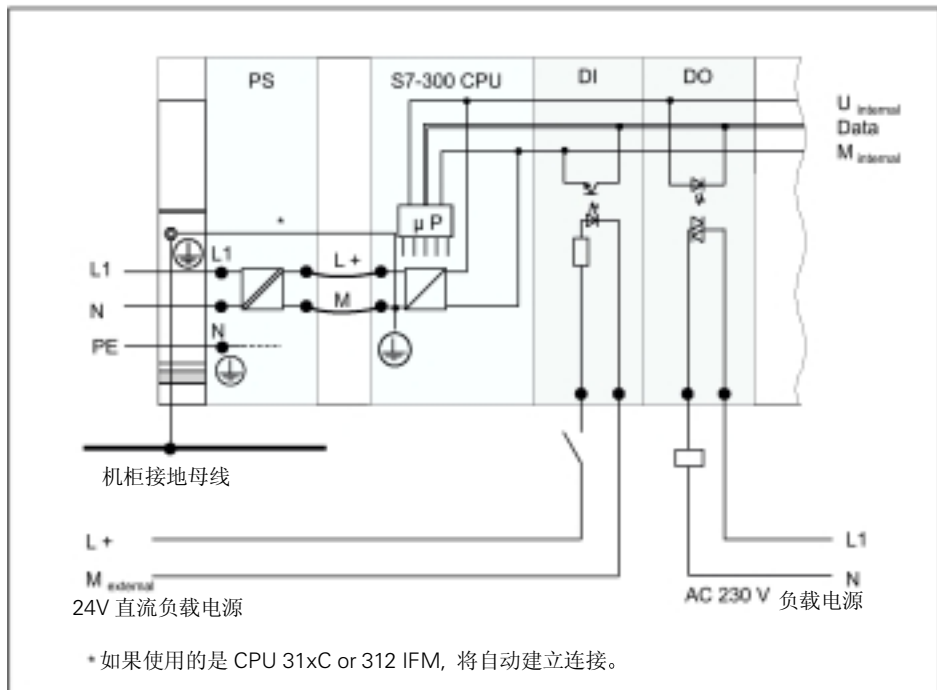 PS
S7-300 CPU
DI
DO
U internal
Data
M internal
µ P
*
L1
L +
L1
M
N
N
PE
机柜接地母线
L +
L1
M external
N
24V 直流负载电源
AC 230 V 负载电源
*如果使用的是 CPU 31xC or 312 IFM, 将自动建立连接。